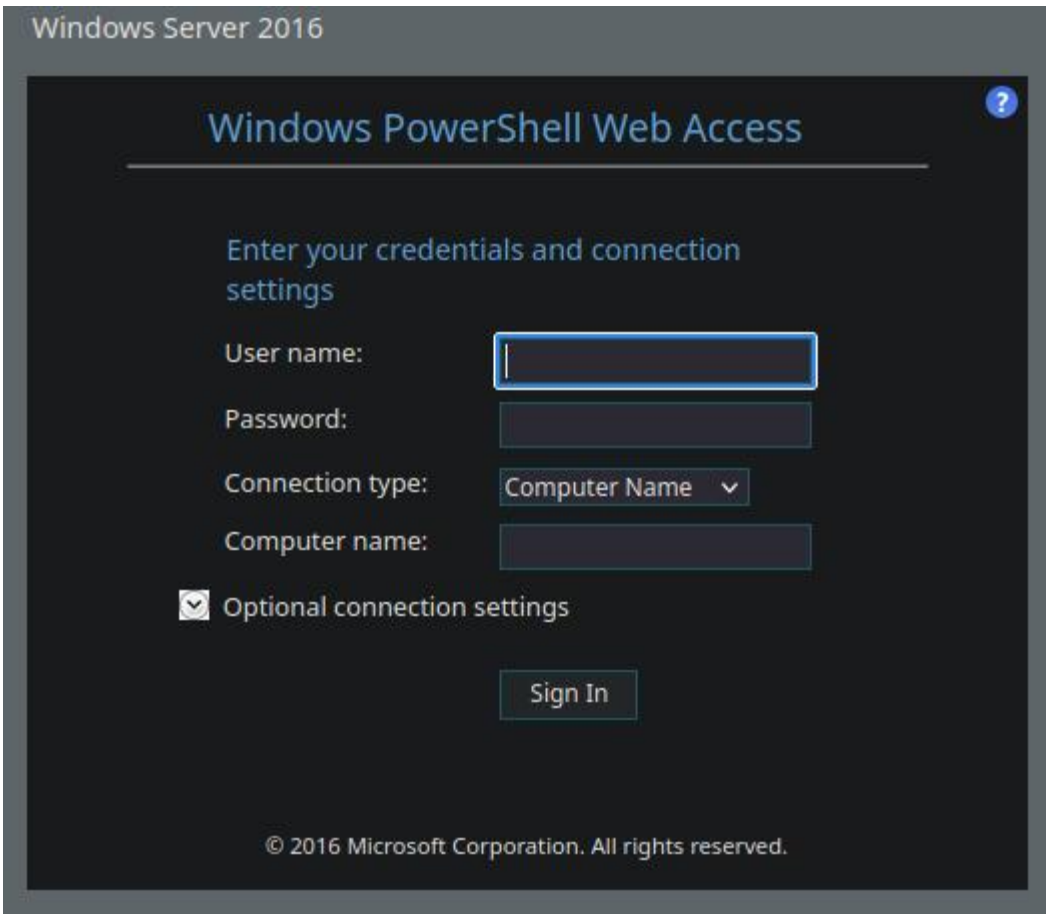 Windows Server 2016
?
Windows PowerShell Web Access
Enter your credentials and connection
settings
User name:
Password:
Connection type: Computer Name
Computer name:
Optional connection settings
Sign In
© 2016 Microsoft Corporation. All rights reserved.